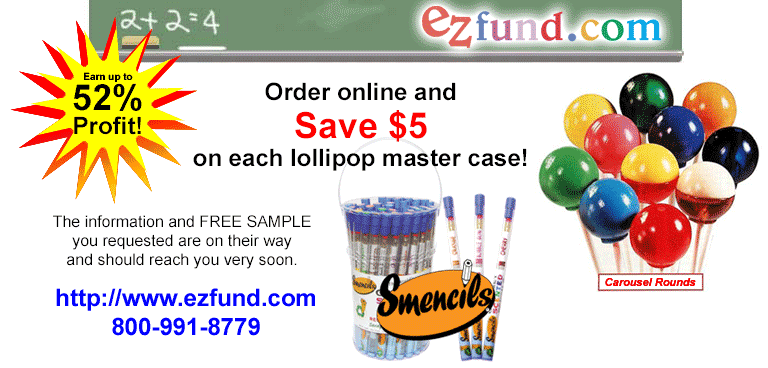 2+2=4
ezfund.com
Earn up to
52%
Profit!
Order online and
Save $5
on each lollipop master case!
The information and FREE SAMPLE
you requested are on their way
and should reach you very soon.
http://www.ezfund.com
800-991-8779
Smencils
Carousel Rounds